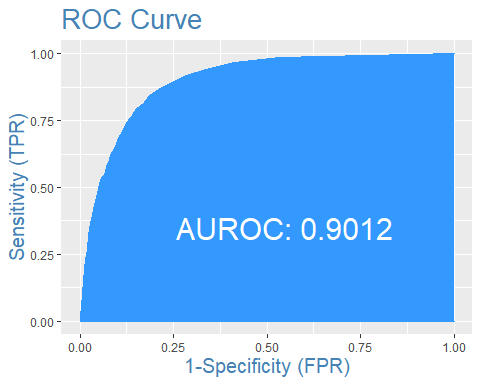 ROC Curve
Sensitivity (TPR)
1.00
0.75
0.50
0.25
0.00
AUROC: 0.9012
0.00 0.25 0.50 0.75 1.00
1-Specificity (FPR)